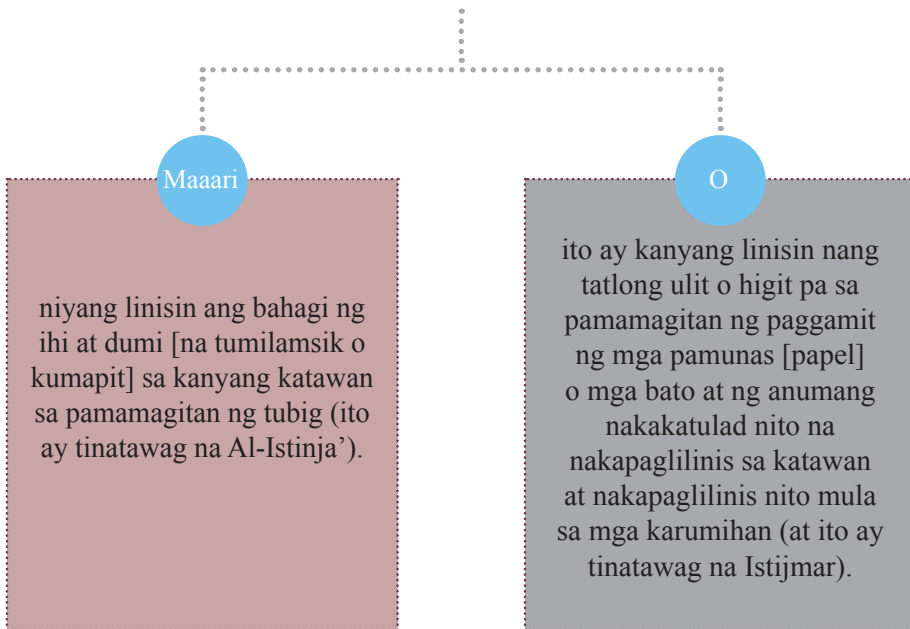 Maaari
niyang linisin ang bahagi ng
ihi at dumi [na tumilamsik o
kumapit] sa kanyang katawan
sa pamamagitan ng tubig (ito
ay tinatawag na Al-Istinja’).
O
ito ay kanyang linisin nang
tatlong ulit o higit pa sa
pamamagitan ng paggamit
ng mga pamunas [papel]
o mga bato at ng anumang
nakakatulad nito na
nakapaglilinis sa katawan
at nakapaglilinis nito mula
sa mga karumihan (at ito ay
tinatawag na Istijmar).